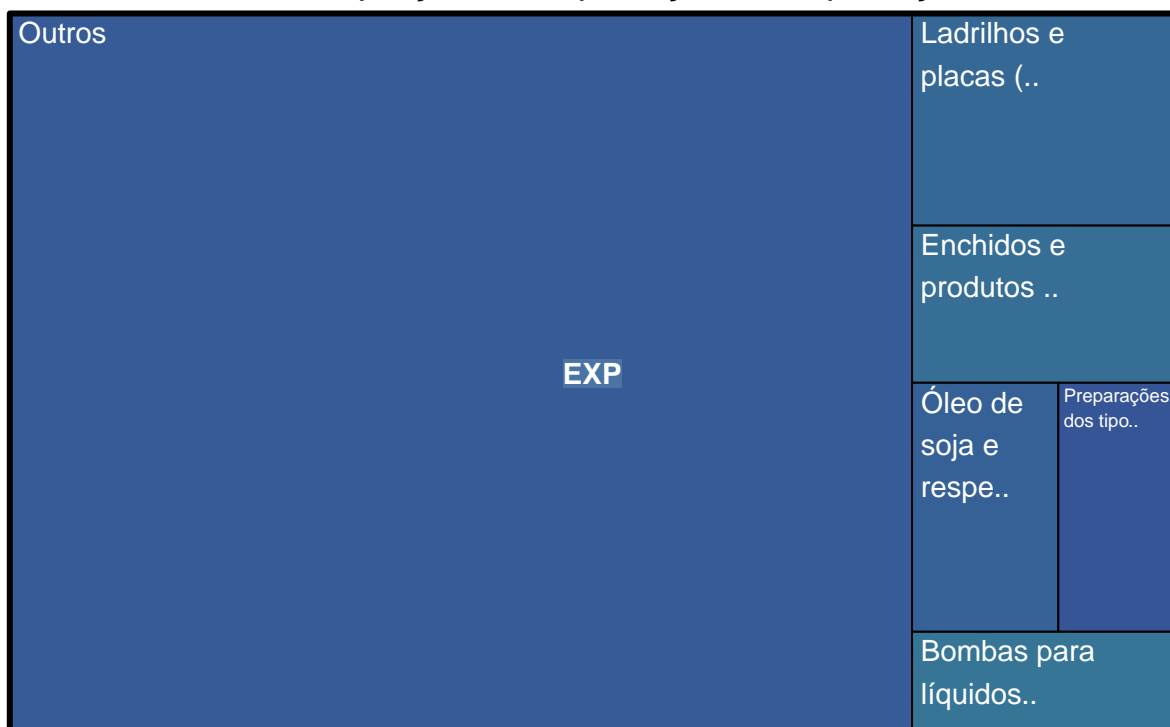 Outros
Ladrilhos e
placas (..
Enchidos e
produtos ..
EXP
Óleo de
soja e
respe..
Preparações
dos tipo..
Bombas para
líquidos..